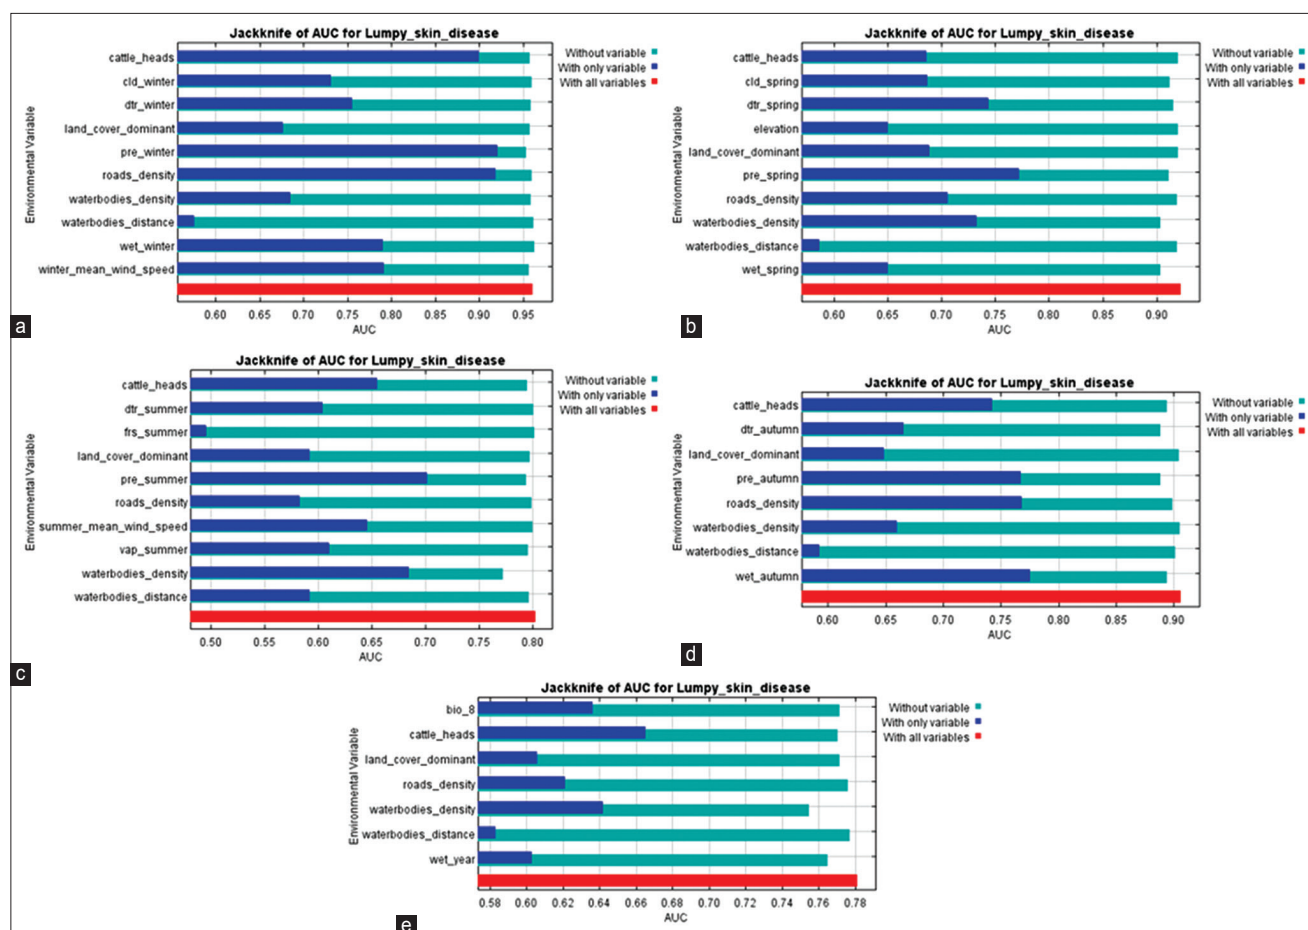 Jackknife of AUC for Lumpy_skin_disease
Environmental Variable
cattle_heads
cld_winter
dtr_winter
land_cover_dominant
pre_winter
roads_density
waterbodies_density
waterbodies_distance
wet_winter
winter_mean_wind_speed
Without variable
With only variable
With all variables
0.60 0.65 0.70 0.75 0.80 0.85 0.90 0.95
AUC
a
Jackknife of AUC for Lumpy_skin_disease
Environmental Variable
cattle_heads
cld_spring
dtr_spring
elevation
land_cover_dominant
pre_spring
roads_density
waterbodies_density
waterbodies_distance
wet_spring
Without variable
With only variable
With all variables
0.60 0.65 0.70 0.75 0.80 0.85 0.90
AUC
b
Jackknife of AUC for Lumpy_skin_disease
Environmental Variable
cattle_heads
dtr_summer
frs_summer
land_cover_dominant
pre_summer
roads_density
summer_mean_wind_speed
vap_summer
waterbodies_density
waterbodies_distance
Without variable
With only variable
With all variables
0.50 0.55 0.60 0.65 0.70 0.75 0.80
AUC
c
Jackknife of AUC for Lumpy_skin_disease
Environmental Variable
cattle_heads
dtr_autumn
land_cover_dominant
pre_autumn
roads_density
waterbodies_density
waterbodies_distance
wet_autumn
Without variable
With only variable
With all variables
0.60 0.65 0.70 0.75 0.80 0.85 0.90
AUC
d
Jackknife of AUC for Lumpy_skin_disease
Environmental Variable
bio_8
cattle_heads
land_cover_dominant
roads_density
waterbodies_density
waterbodies_distance
wet_year
Without variable
With only variable
With all variables
0.58 0.60 0.62 0.64 0.66 0.68 0.70 0.72 0.74 0.76 0.78
AUC
e